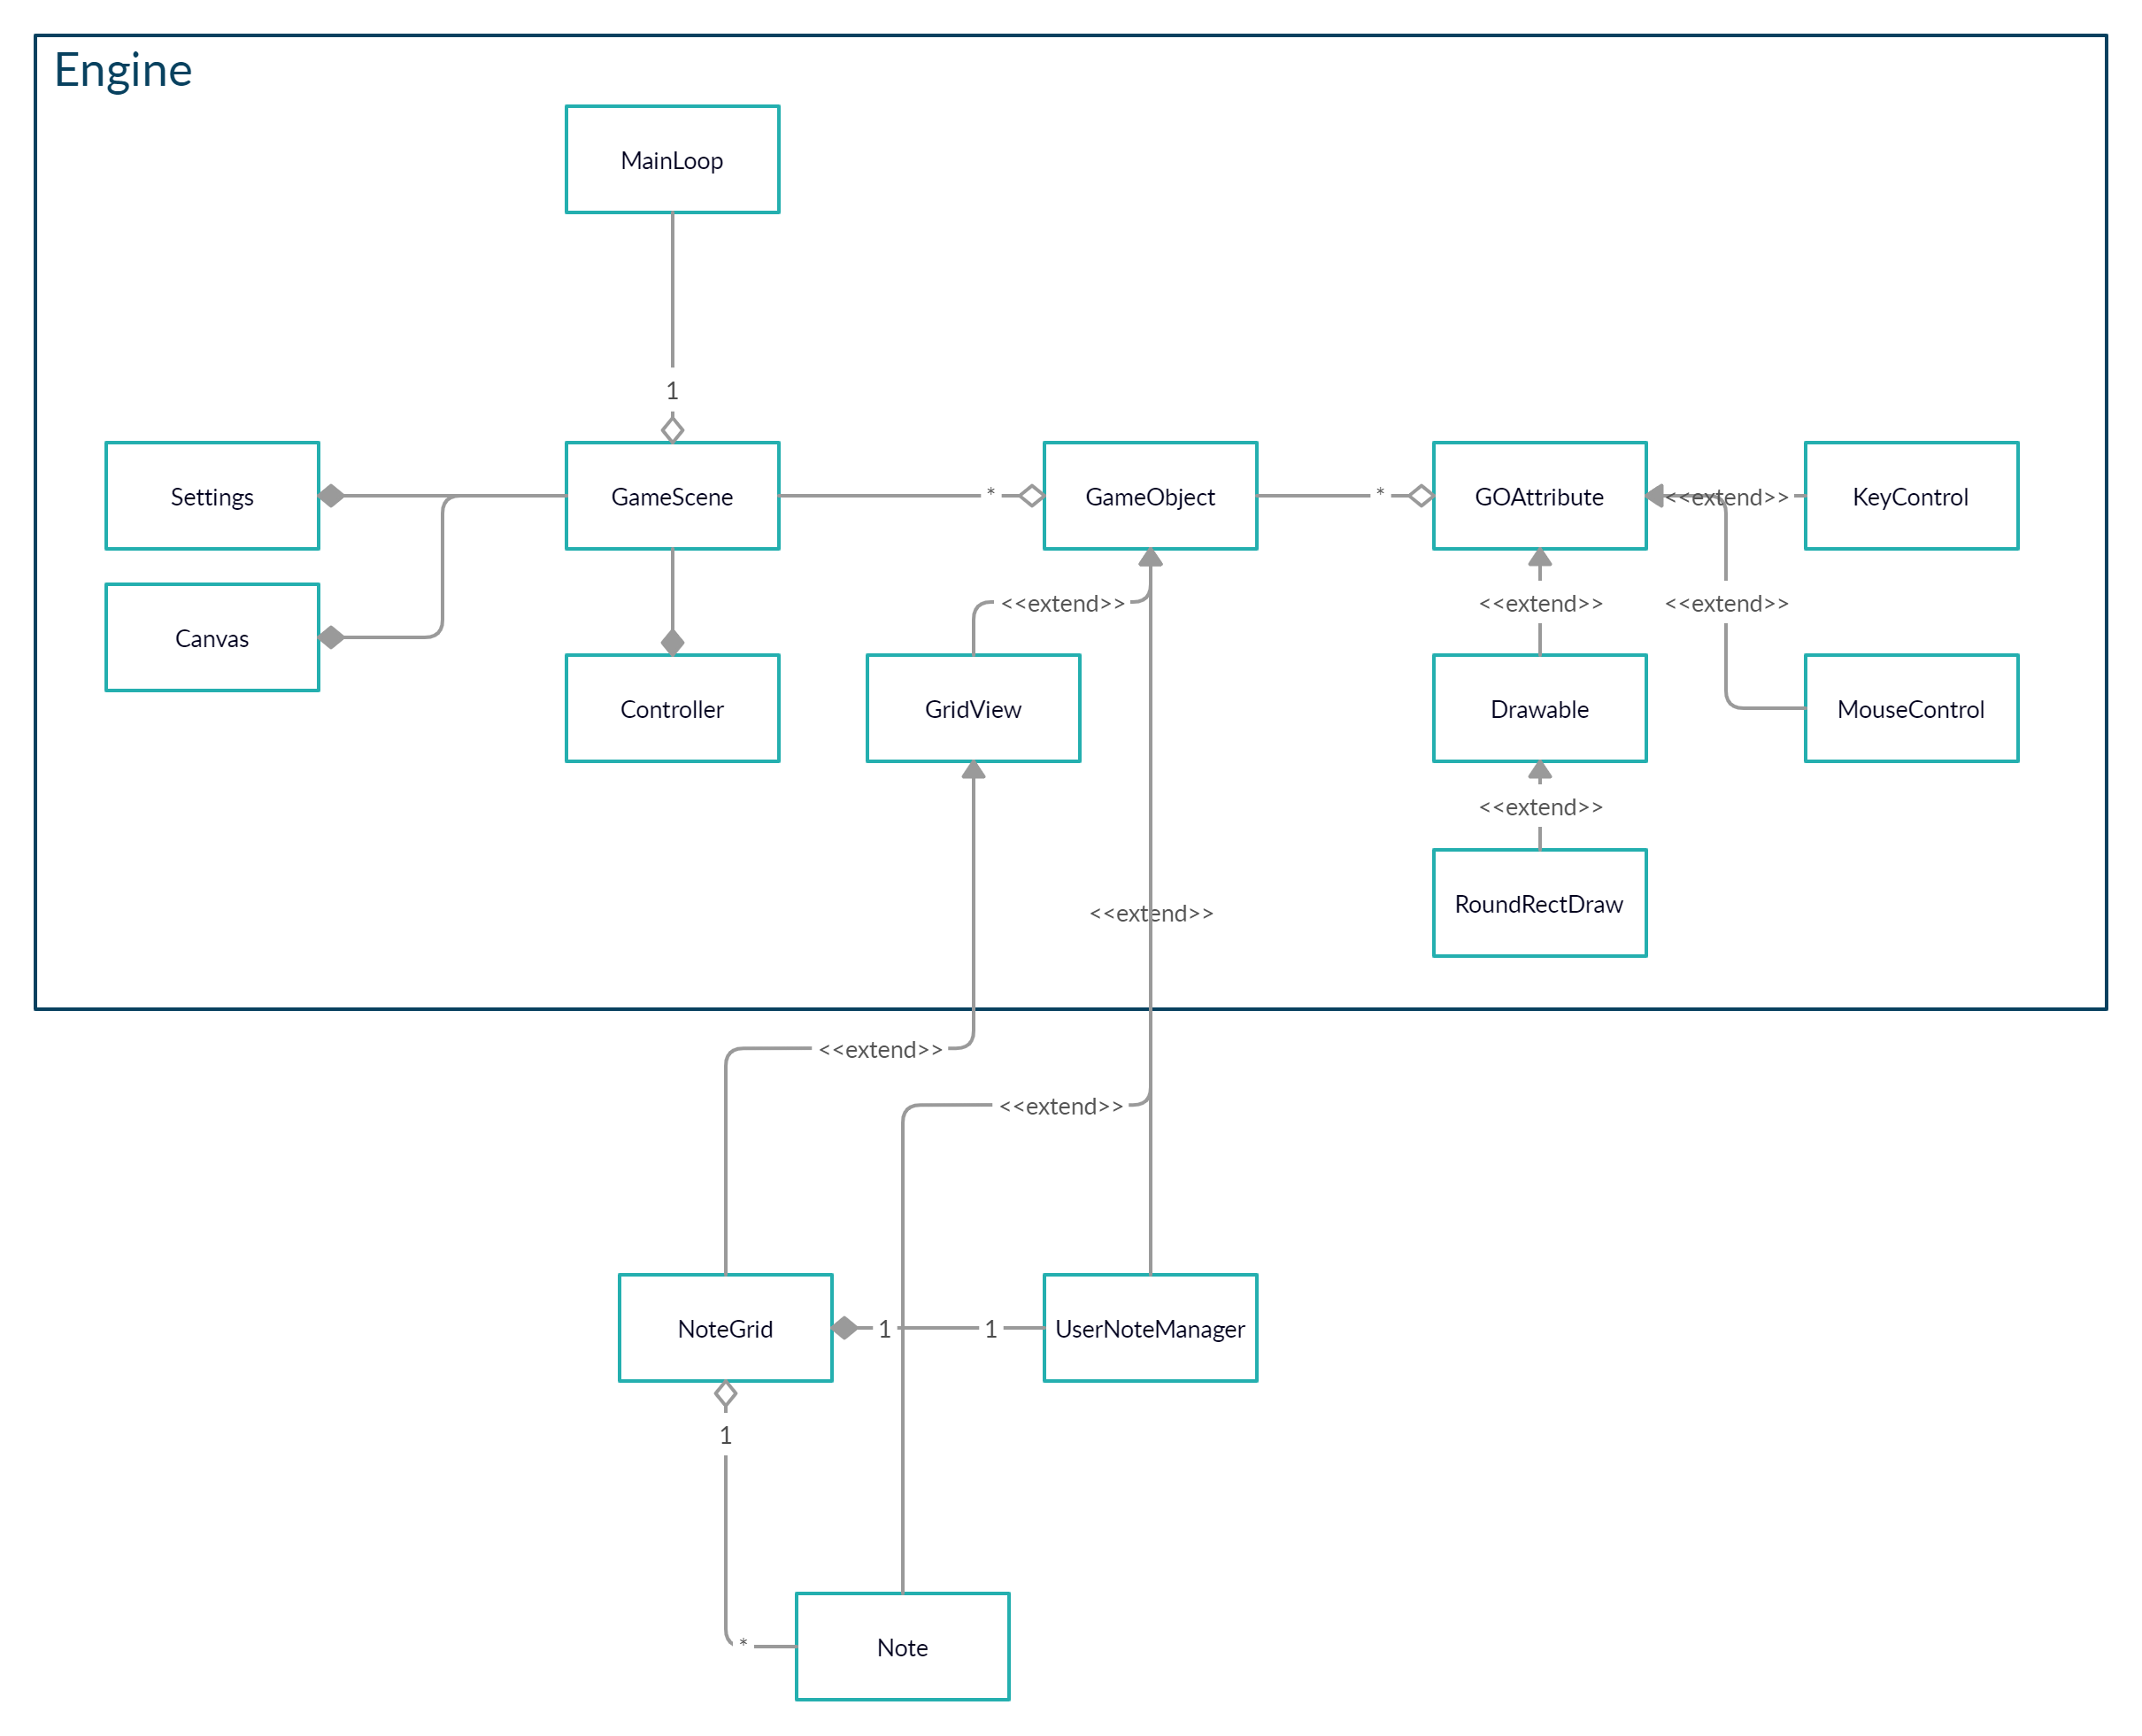 Engine
MainLoop
1
Settings
GameScene
*
GameObject
*
GOAttribute
<<extend>>
KeyControl
<<extend>>
<<extend>>
<<extend>>
Canvas
Controller
GridView
Drawable
MouseControl
<<extend>>
RoundRectDraw
<<extend>>
<<extend>>
<<extend>>
NoteGrid
1
1
UserNoteManager
1
*
Note